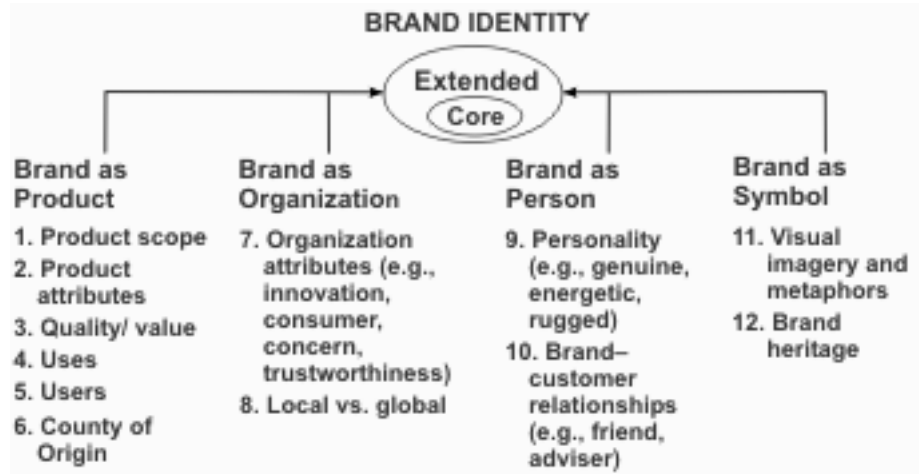 BRAND IDENTITY
Extended
Core
Brand as
Product
1. Product scope
2. Product
attributes
3. Quality/ value
4. Uses
5. Users
6. County of
Origin
Brand as
Organization
7. Organization
attributes (e.g.,
innovation,
consumer,
concern,
trustworthiness)
8. Local vs. global
Brand as
Person
9. Personality
(e.g., genuine,
energetic,
rugged)
10. Brand–
customer
relationships
(e.g., friend,
adviser)
Brand as
Symbol
11. Visual
imagery and
metaphors
12. Brand
heritage